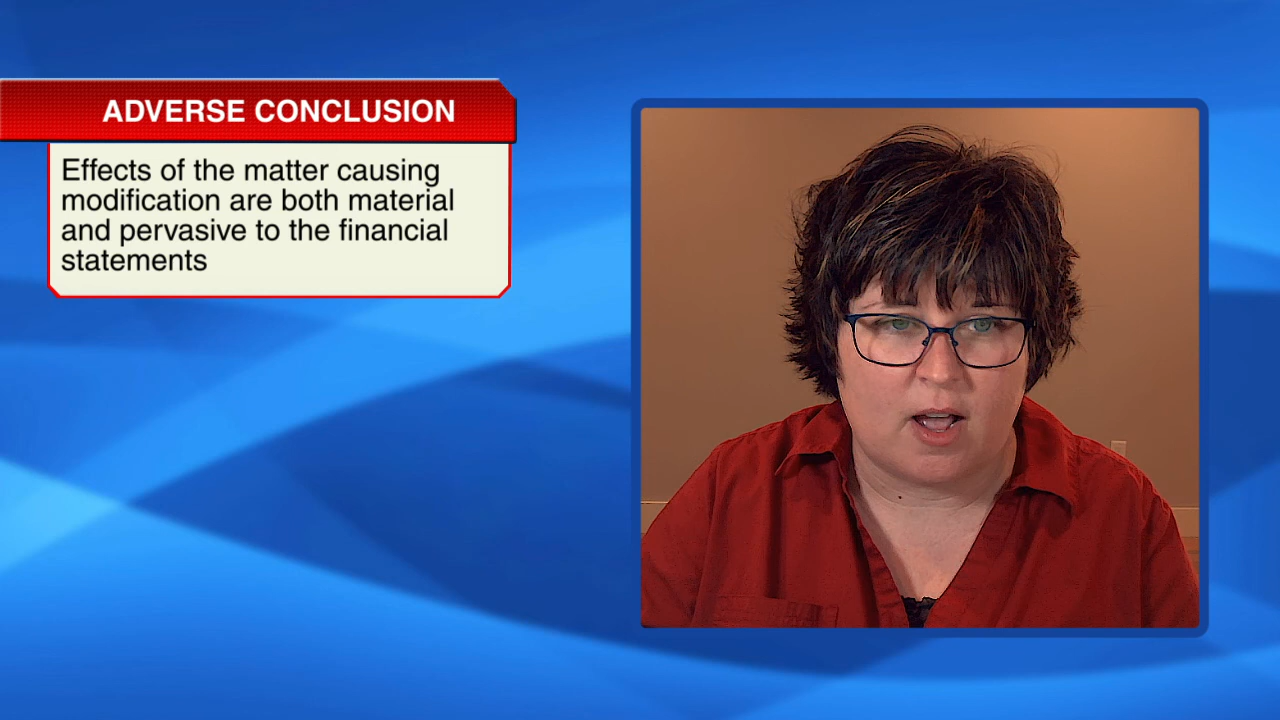 ADVERSE CONCLUSION
Effects of the matter causing
modification are both material
and pervasive to the financial
statements